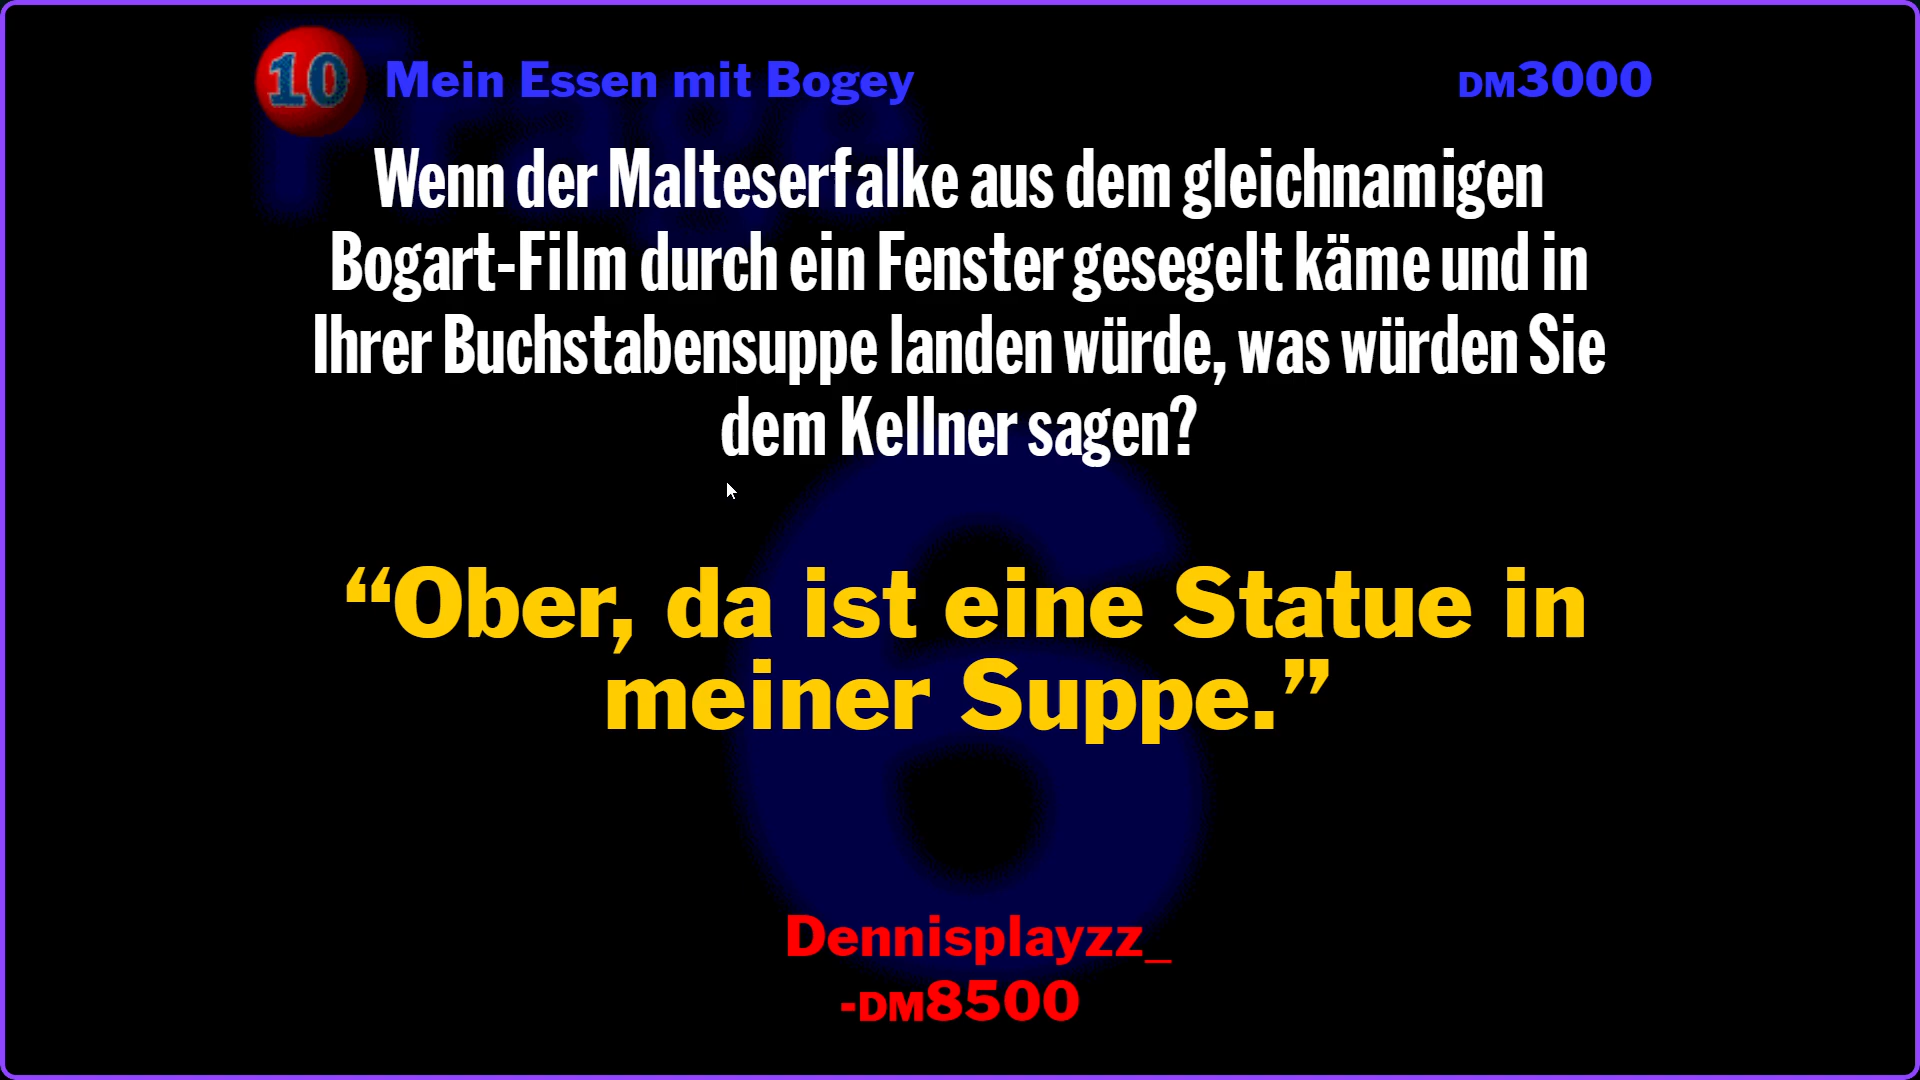 10 Mein Essen mit Bogey DM3000
Wenn der Malteserfalke aus dem gleichnamigen
Bogart-Film durch ein Fenster gesegelt käme und in
Ihrer Buchstabensuppe landen würde, was würden Sie
dem Kellner sagen?
“Ober, da ist eine Statue in
meiner Suppe.”
Dennisplayzz_
-DM8500
Frage
6